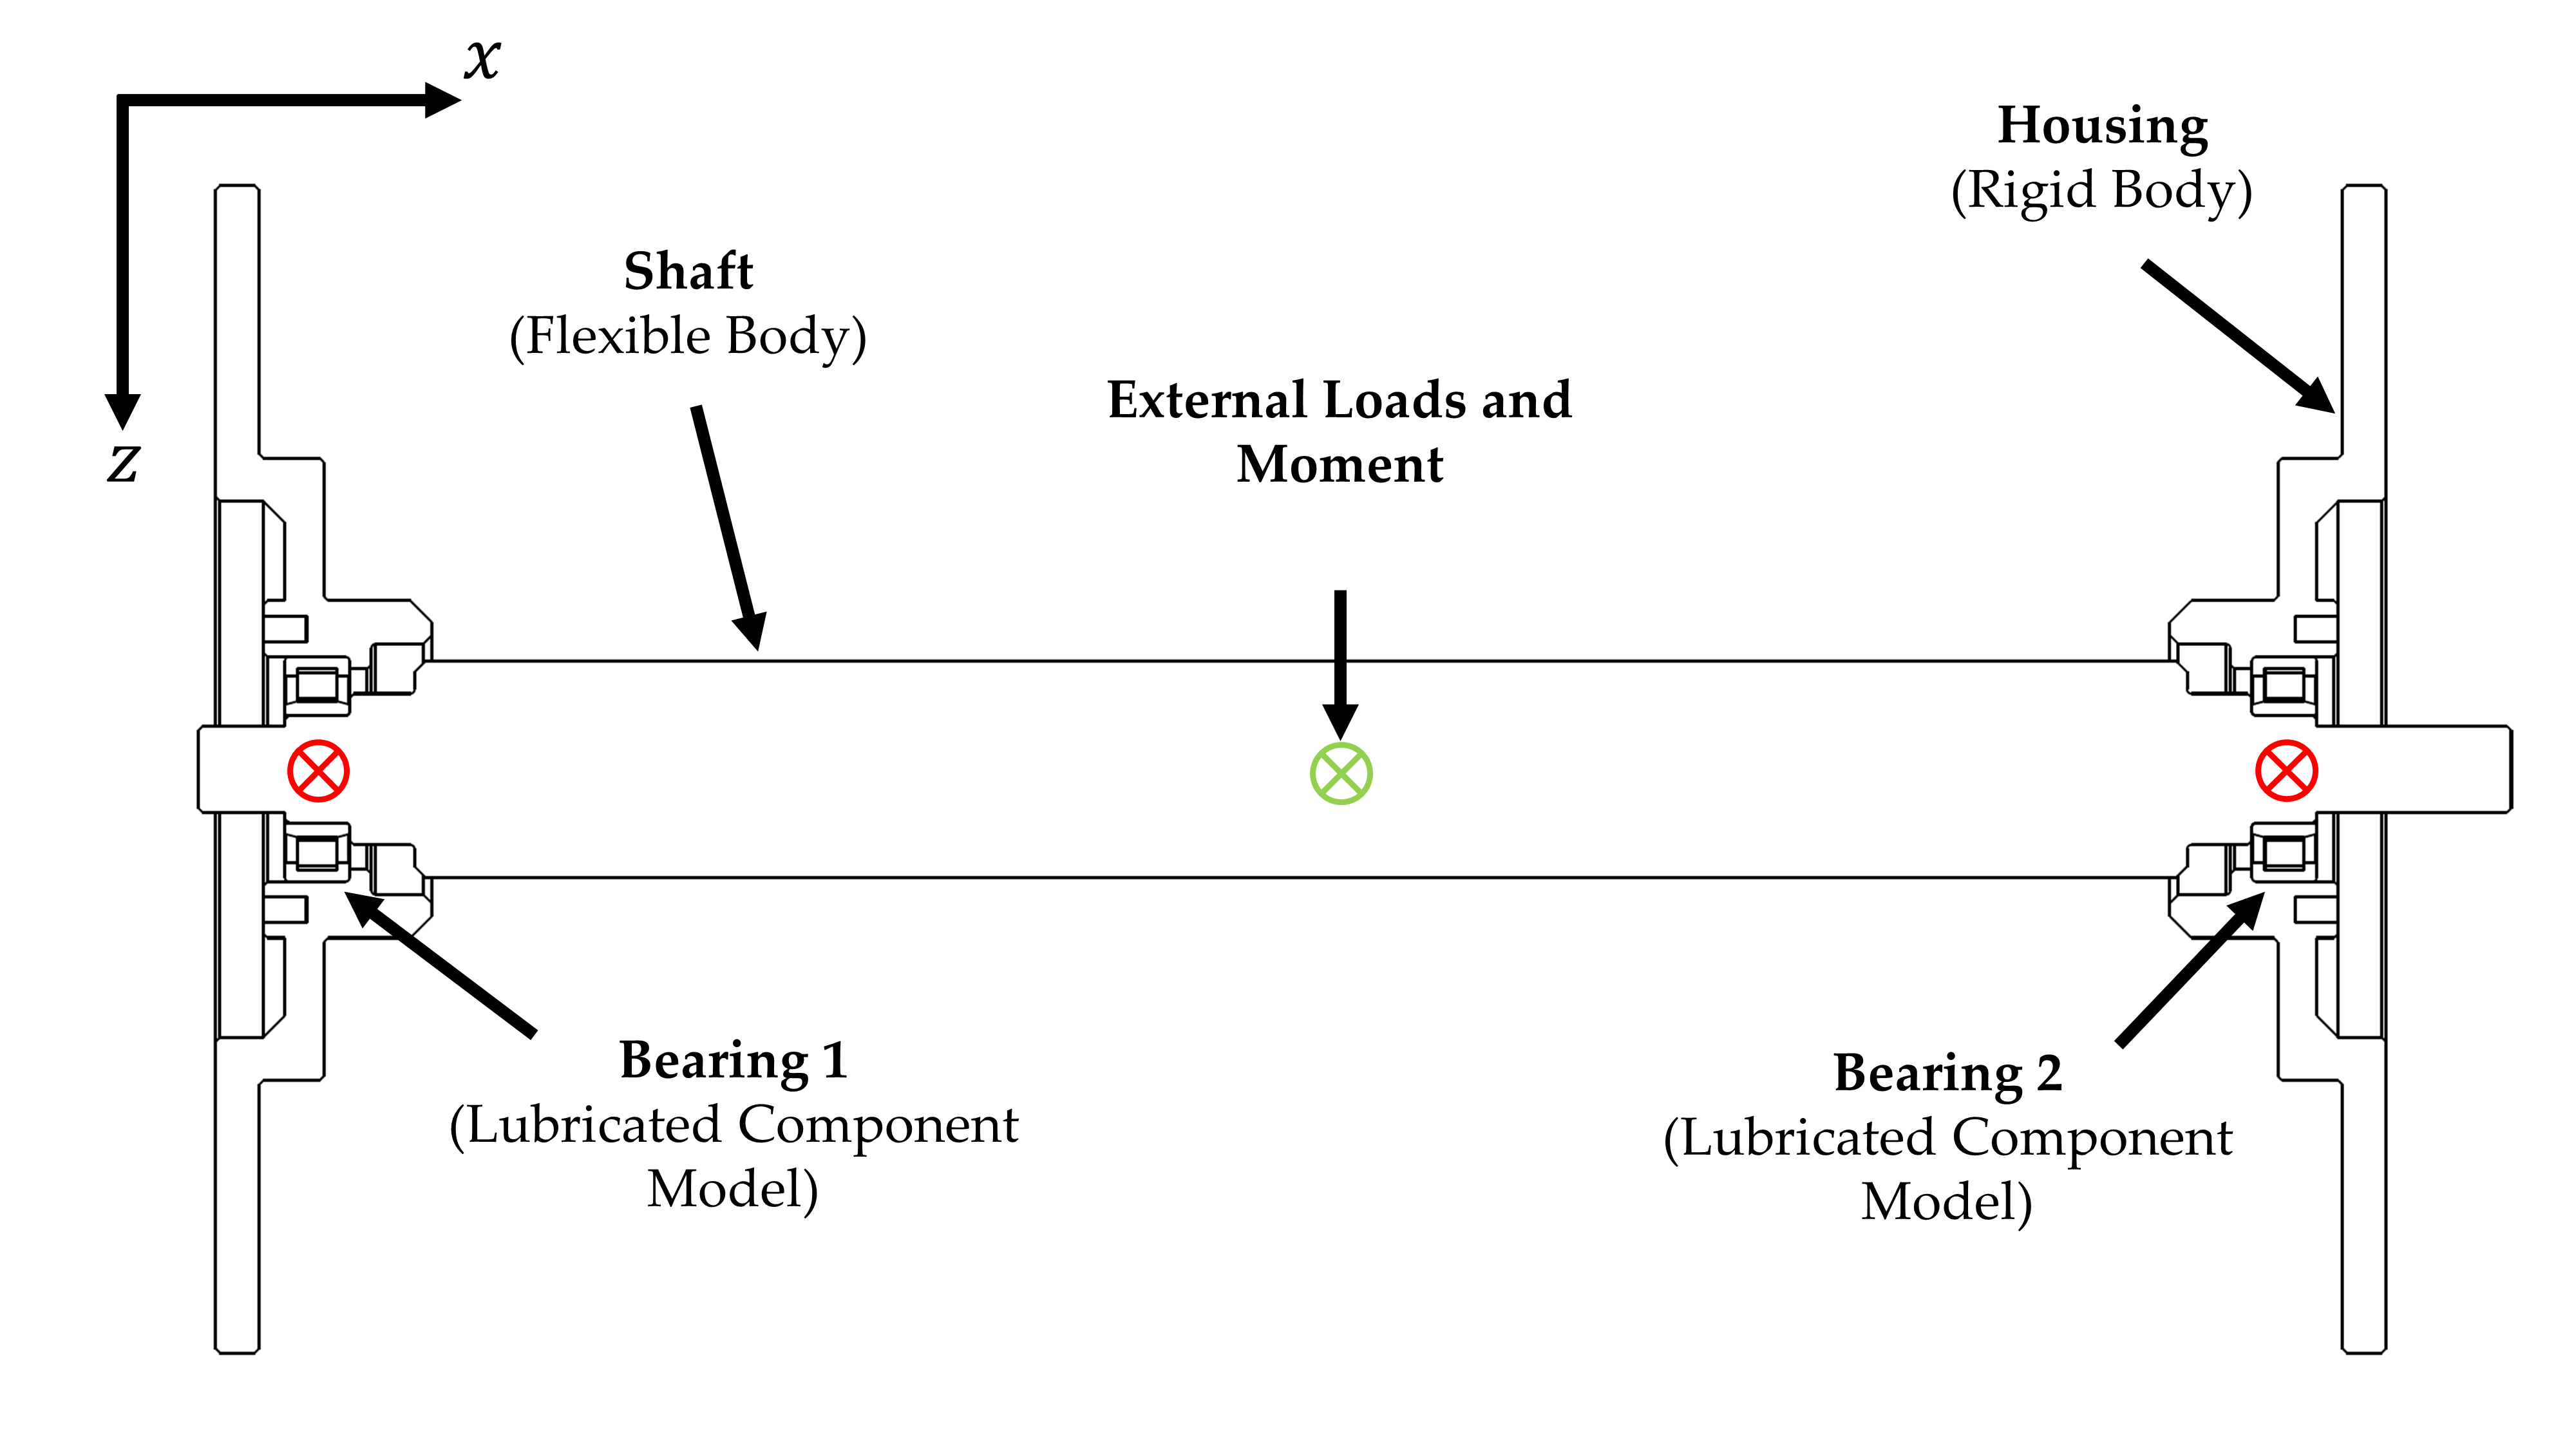 x
z
Shaft
(Flexible Body)
External Loads and
Moment
Housing
(Rigid Body)
Bearing 1
(Lubricated Component
Model)
Bearing 2
(Lubricated Component
Model)